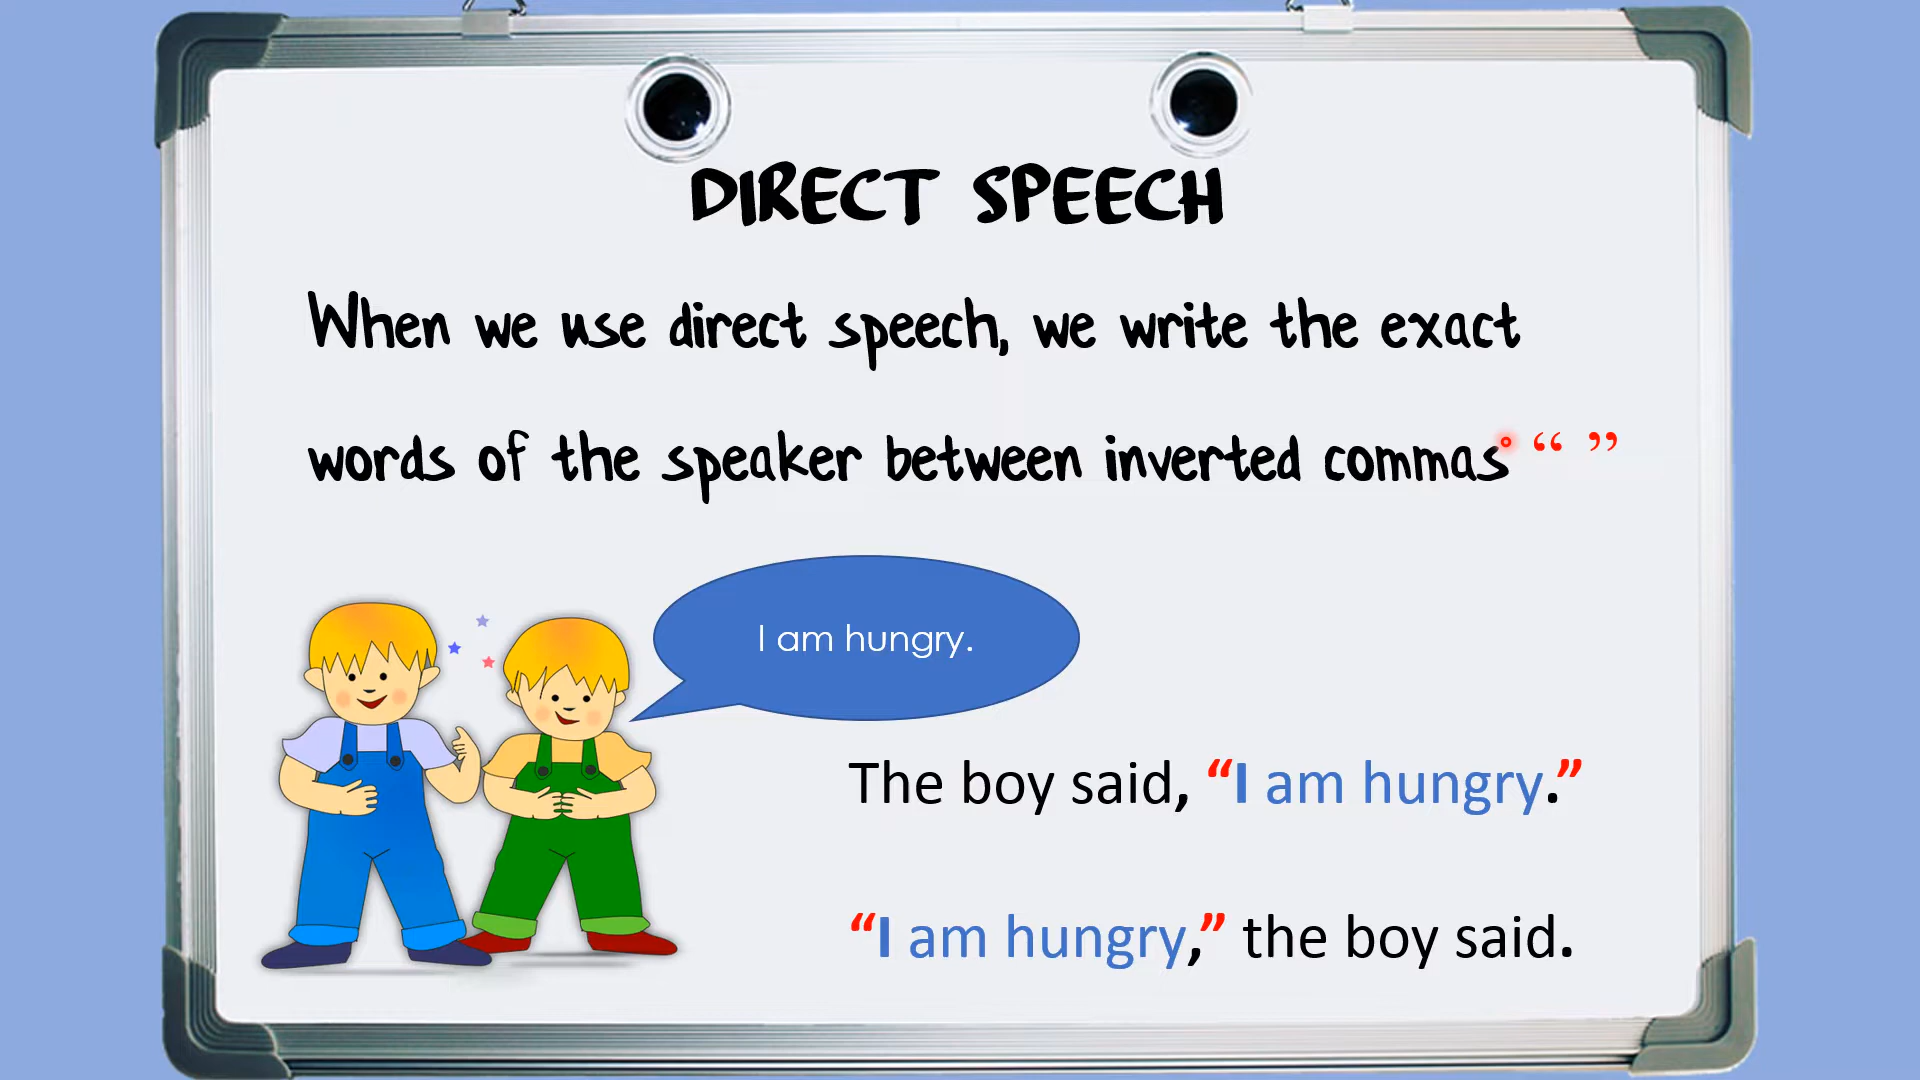 DIRECT SPEECH
When we use direct speech, we write the exact
words of the speaker between inverted commas “ ”
I am hungry.
The boy said, “I am hungry.”
“I am hungry,” the boy said.